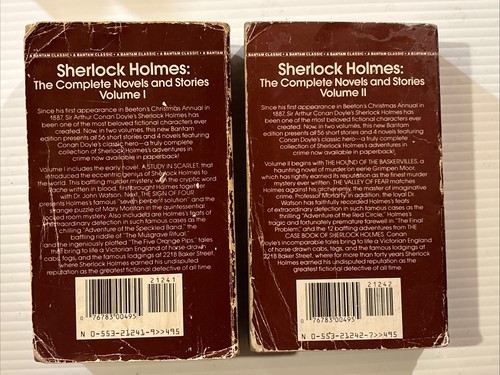 A BANTAM CLASSIC • A BANTAM CLASSIC • A BANTAM CLASSIC • A BANTAM CLASSIC • A BANTAM
Sherlock Holmes:
The Complete Novels and Stories
Volume I
Since his first appearance in Beeton's Christmas Annual in
1887, Sir Arthur Conan Doyle's Sherlock Holmes has
been one of the most beloved fictional characters ever
created. Now, in two volumes, this new Bantam
edition presents all 56 short stories and 4 novels featuring
Conan Doyle's classic hero—a truly complete
collection of Sherlock Holmes's adventures in
crime now available in paperback!
Volume I includes the early novel, A STUDY IN SCARLET, that
introduced the eccentric genius of Sherlock Holmes to
the world. This baffling murder mystery, with the cryptic word
Rache written in blood, first brought Holmes together
with Dr. John Watson. Next, THE SIGN OF FOUR
presents Holmes's famous "seven percent solution" and the
strange puzzle of Mary Morstan in the quintessential
locked room mystery. Also included are Holmes's feats of
extraordinary detection in such famous cases as the
chilling "Adventure of the Speckled Band," the
baffling riddle of "The Musgrave Ritual,"
and the ingeniously plotted "The Five Orange Pips," tales
that bring to life a Victorian England of horse-drawn
cabs, fogs, and the famous lodgings at 221B Baker Street,
where Sherlock Holmes earned his undisputed
reputation as the greatest fictional detective of all time.
21241
0
76783 00495
N 0-553-21241-9>>495
A BANTAM CLASSIC • A BANTAM CLASSIC • A BANTAM CLASSIC • A BANTAM CLASSIC • A BANTAM
Sherlock Holmes:
The Complete Novels and Stories
Volume II
Since his first appearance in Beeton's Christmas Annual in
1887, Sir Arthur Conan Doyle's Sherlock Holmes has
been one of the most beloved fictional characters ever
created. Now, in two volumes, this new Bantam
edition presents all 56 short stories and 4 novels featuring
Conan Doyle's classic hero—a truly complete
collection of Sherlock Holmes's adventures in
crime now available in paperback!
Volume II begins with THE HOUND OF THE BASKERVILLES,
a haunting novel of murder on eerie Grimpen Moor,
which has rightly earned its reputation as the finest murder
mystery ever written. THE VALLEY OF FEAR matches
Holmes against his archenemy, the master of imaginative
crime, Professor Moriarty. In addition, the loyal Dr.
Watson has faithfully recorded Holmes's feats
of extraordinary detection in such famous cases as the
thrilling "Adventure of the Red Circle," Holmes's
tragic and fortunately premature farewell in "The Final
Problem," and the 12 baffling adventures from THE
CASE BOOK OF SHERLOCK HOLMES. Conan
Doyle's incomparable tales bring to life a Victorian England
of horse-drawn cabs, fogs, and the famous lodgings at
221B Baker Street, where for more than forty years Sherlock
Holmes earned his undisputed reputation as the
greatest fictional detective of all time.
21242
0
76783 00495
N 0-553-21242-7>>495